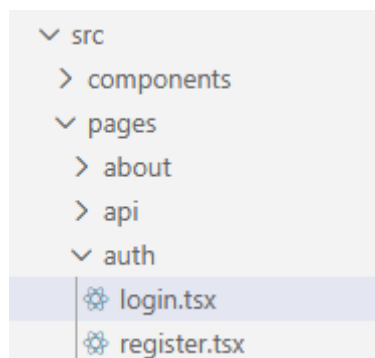 src
components
pages
about
api
auth
login.tsx
register.tsx